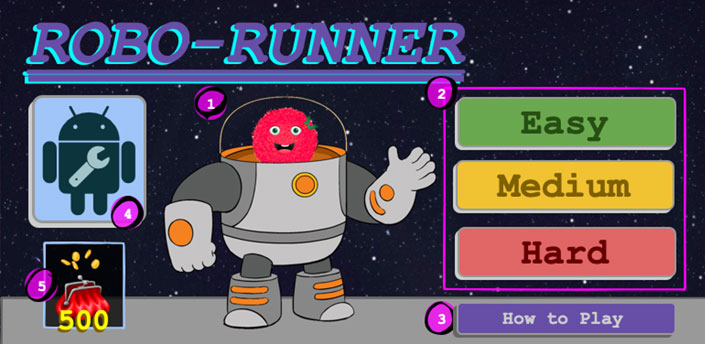 ROBO-RUNNER
1
2
Easy
Medium
4
Hard
5
500
3
How to Play